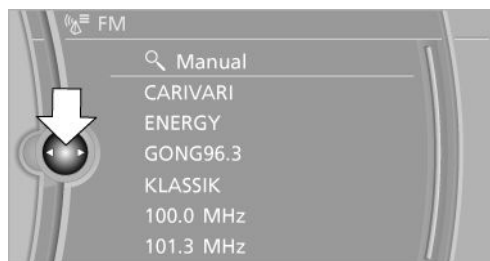 FM
Manual
CARIVARI
ENERGY
GONG96.3
KLASSIK
100.0 MHz
101.3 MHz